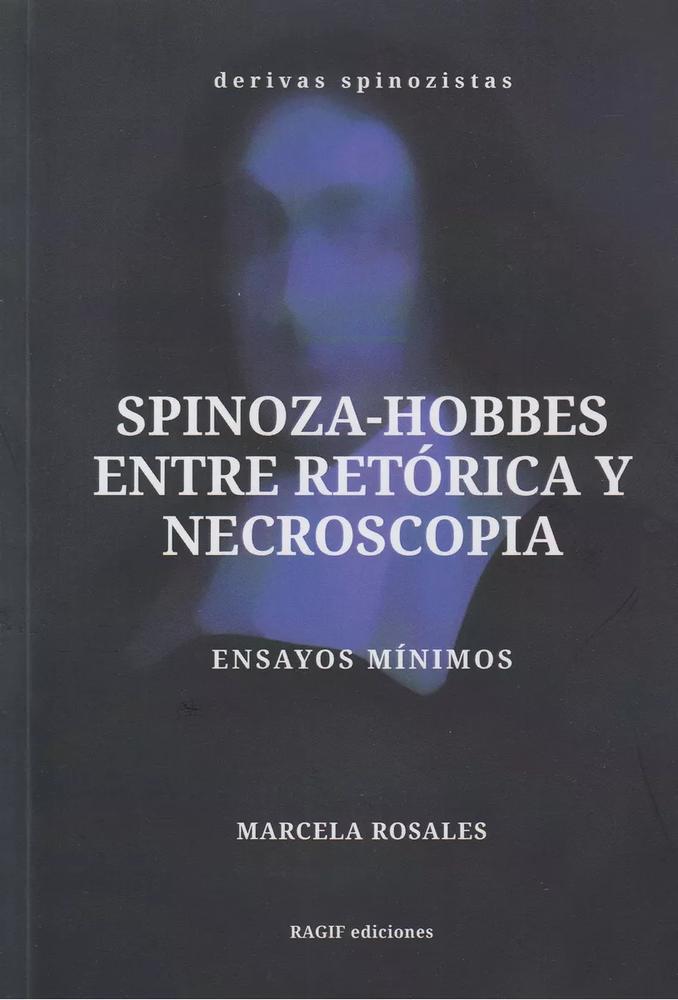 derivas spinozistas
SPINOZA-HOBBES
ENTRE RETÓRICA Y
NECROSCOPIA
ENSAYOS MÍNIMOS
MARCELA ROSALES
RAGIF ediciones